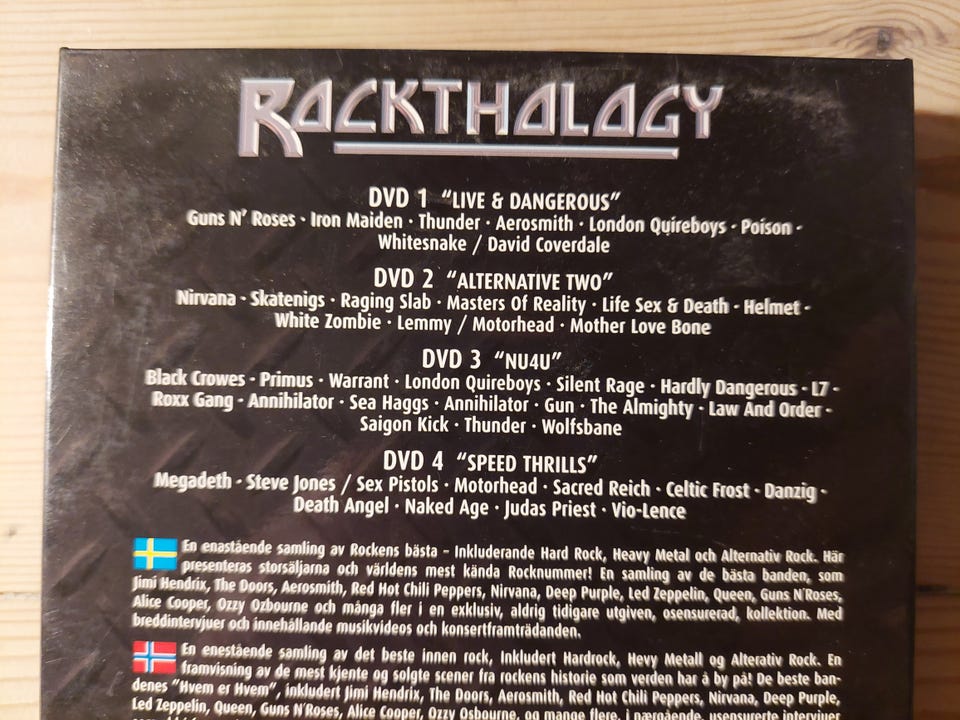 ROCKTHOLOGY
DVD 1 "LIVE & DANGEROUS"
Guns N' Roses · Iron Maiden · Thunder · Aerosmith · London Quireboys · Poison ·
Whitesnake / David Coverdale
DVD 2 "ALTERNATIVE TWO"
Nirvana · Skatenigs · Raging Slab · Masters Of Reality · Life Sex & Death · Helmet ·
White Zombie · Lemmy / Motorhead · Mother Love Bone
DVD 3 "NU4U"
Black Crowes · Primus · Warrant · London Quireboys · Silent Rage · Hardly Dangerous · L7 ·
Roxx Gang · Annihilator · Sea Haggs · Annihilator · Gun · The Almighty · Law And Order ·
Saigon Kick · Thunder · Wolfsbane
DVD 4 "SPEED THRILLS"
Megadeth · Steve Jones / Sex Pistols · Motorhead · Sacred Reich · Celtic Frost · Danzig ·
Death Angel · Naked Age · Judas Priest · Vio-Lence
En enastående samling av Rockens bästa – Inkluderande Hard Rock, Heavy Metal och Alternativ Rock. Här
presenteras storsäljarna och världens mest kända Rocknummer! En samling av de bästa banden, som
Jimi Hendrix, The Doors, Aerosmith, Red Hot Chili Peppers, Nirvana, Deep Purple, Led Zeppelin, Queen, Guns N'Roses,
Alice Cooper, Ozzy Ozbourne och många fler i en exklusiv, aldrig tidigare utgiven, osensurerad, kollektion. Med
breddintervjuer och innehållande musikvideos och konsertframträdanden.
En enestående samling av det beste innen rock, Inkludert Hardrock, Hevy Metall og Alterativ Rock. En
framvisning av de mest kjente og solgte scener fra rockens historie som verden har å by på! De beste ban-
denes "Hvem er Hvem", inkludert Jimi Hendrix, The Doors, Aerosmith, Red Hot Chili Peppers, Nirvana, Deep Purple,
Led Zeppelin, Queen, Guns N'Roses, Alice Cooper, Ozzy Osbourne, og mange flere, i nærgående, usensurerte intervjuer